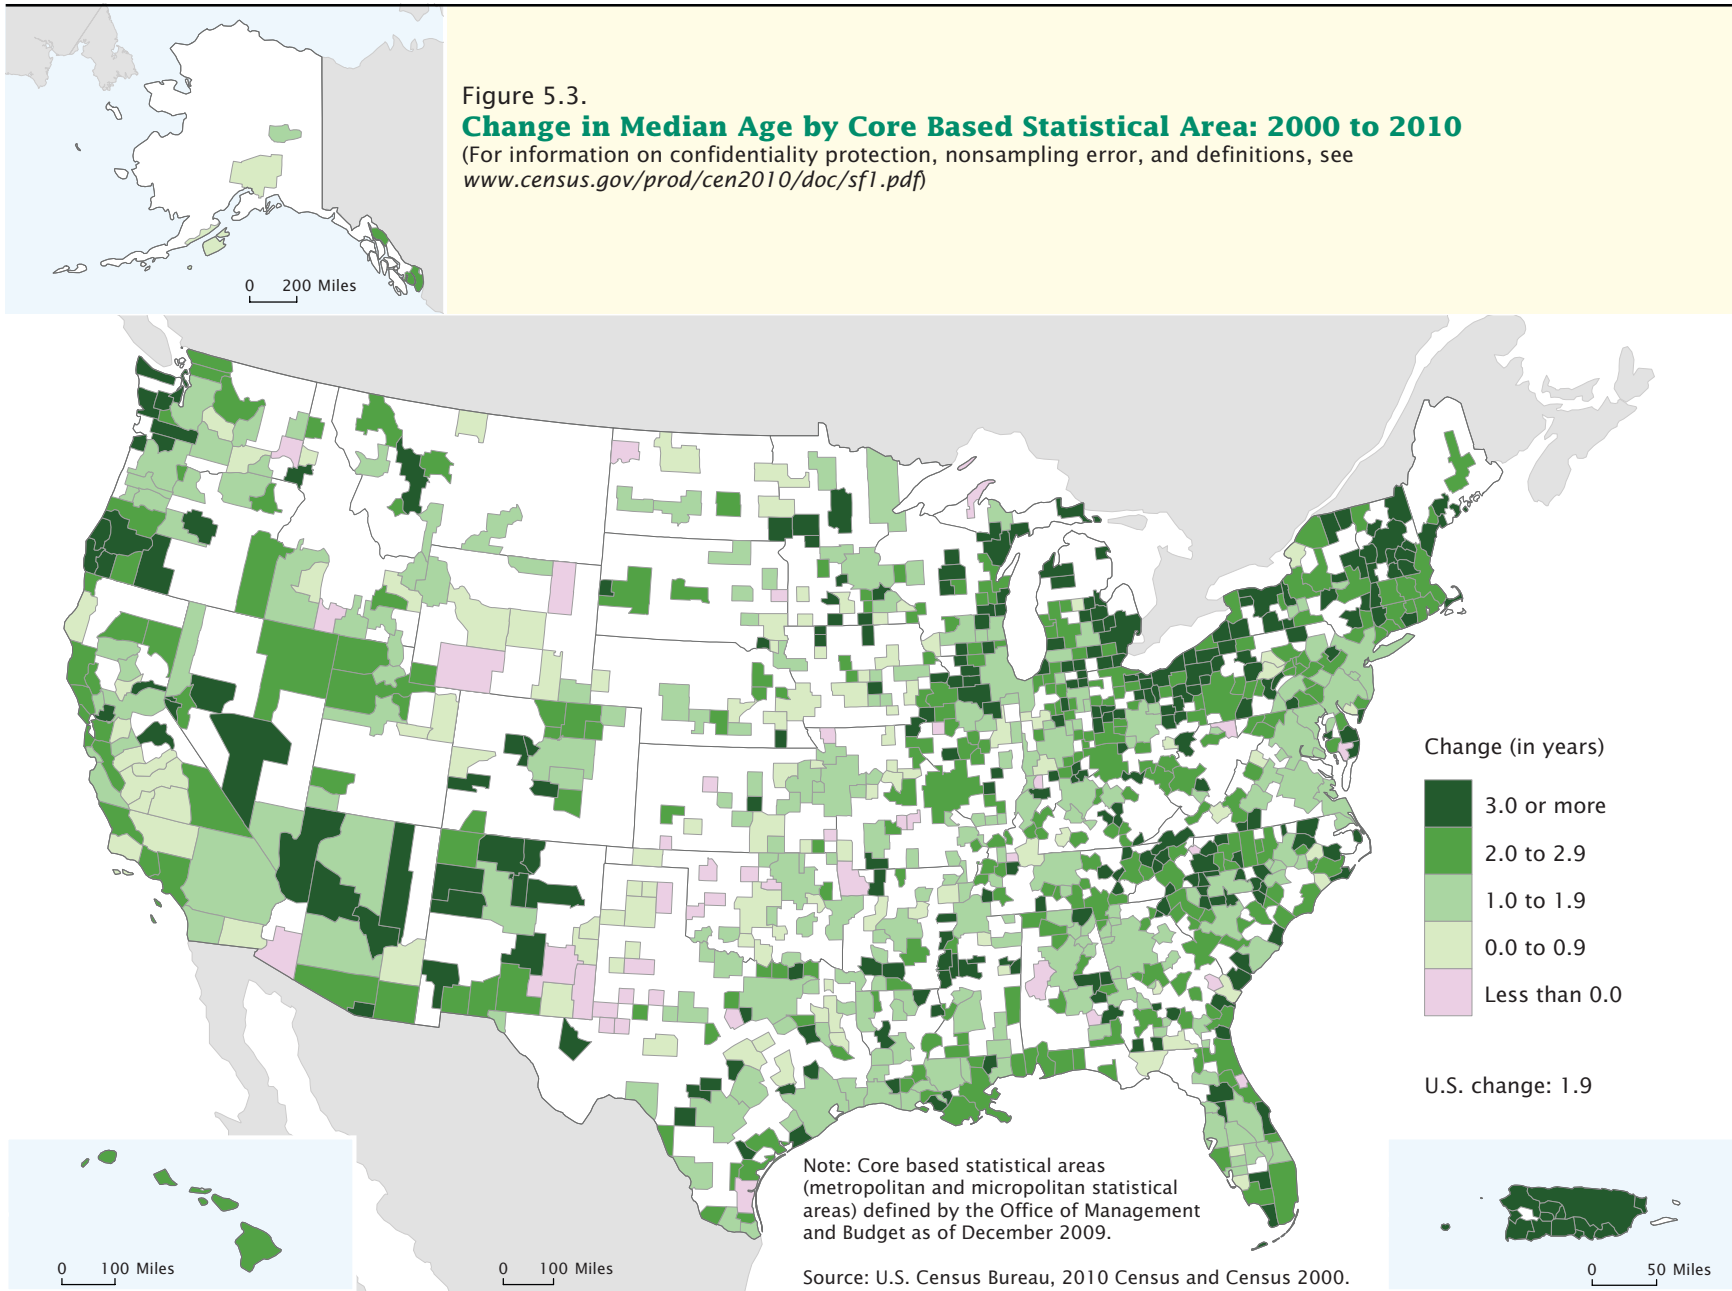 Figure 5.3.
Change in Median Age by Core Based Statistical Area: 2000 to 2010
(For information on confidentiality protection, nonsampling error, and definitions, see
www.census.gov/prod/cen2010/doc/sf1.pdf)
0 200 Miles
Change (in years)
3.0 or more
2.0 to 2.9
1.0 to 1.9
0.0 to 0.9
Less than 0.0
U.S. change: 1.9
Note: Core based statistical areas
(metropolitan and micropolitan statistical
areas) defined by the Office of Management
and Budget as of December 2009.
Source: U.S. Census Bureau, 2010 Census and Census 2000.
0 100 Miles
0 100 Miles
0 50 Miles